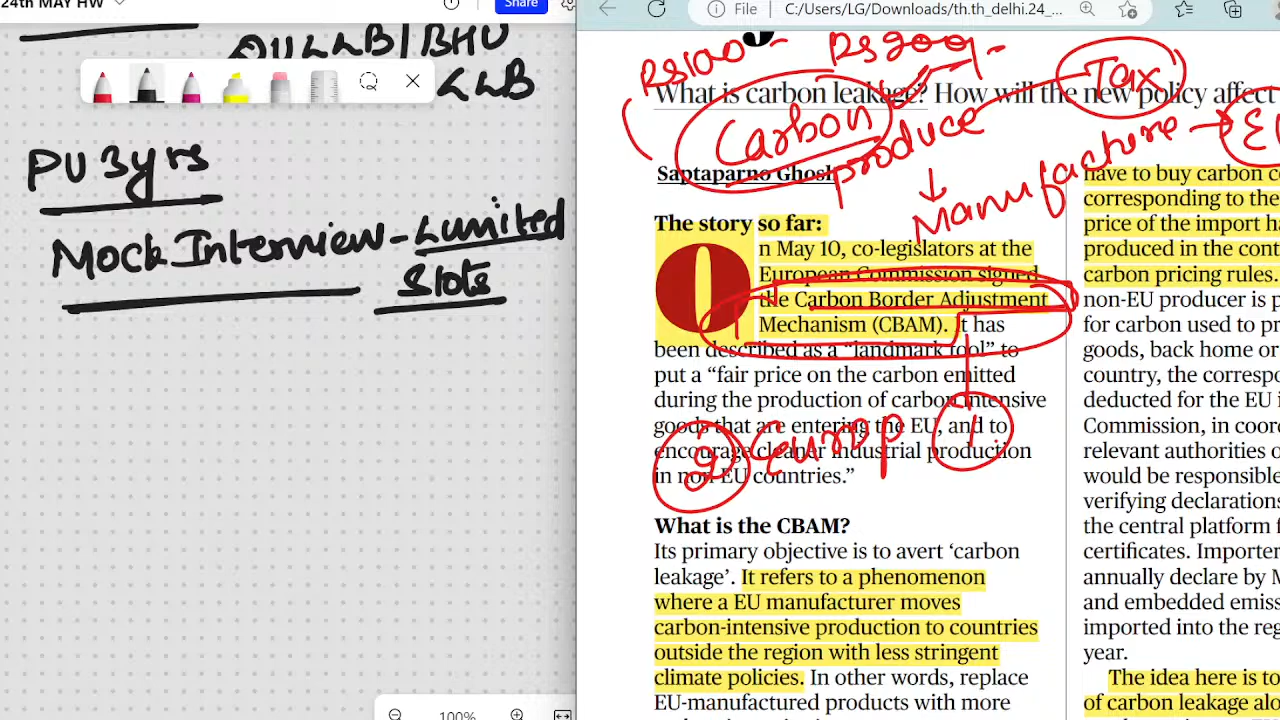 24th MAY HW
Share
LLB/BHU
LLB
PU 3yrs
Mock Interview - Limited
Slots
100%
File
C:/Users/LG/Downloads/th.th_delhi.24_...
Rs100 -
Rs200 -
Tax
What is carbon leakage? How will the new policy affect
Carbon
produce
Manufacture
Saptaparno Ghosh
The story so far:
On May 10, co-legislators at the
European Commission signed
the Carbon Border Adjustment
Mechanism (CBAM). It has
been described as a “landmark tool” to
put a “fair price on the carbon emitted
during the production of carbon intensive
goods that are entering the EU, and to
encourage cleaner industrial production
in non-EU countries.”
1
2
Europ
What is the CBAM?
Its primary objective is to avert ‘carbon
leakage’. It refers to a phenomenon
where a EU manufacturer moves
carbon-intensive production to countries
outside the region with less stringent
climate policies. In other words, replace
EU-manufactured products with more
have to buy carbon
corresponding to the
price of the import
produced in the
carbon pricing rules.
non-EU producer is
for carbon used to
goods, back home or
country, the
deducted for the EU
Commission, in
relevant authorities
would be responsible
verifying declarations
the central platform
certificates.
annually declare by
and embedded
imported into the
year.
The idea here is to
of carbon leakage